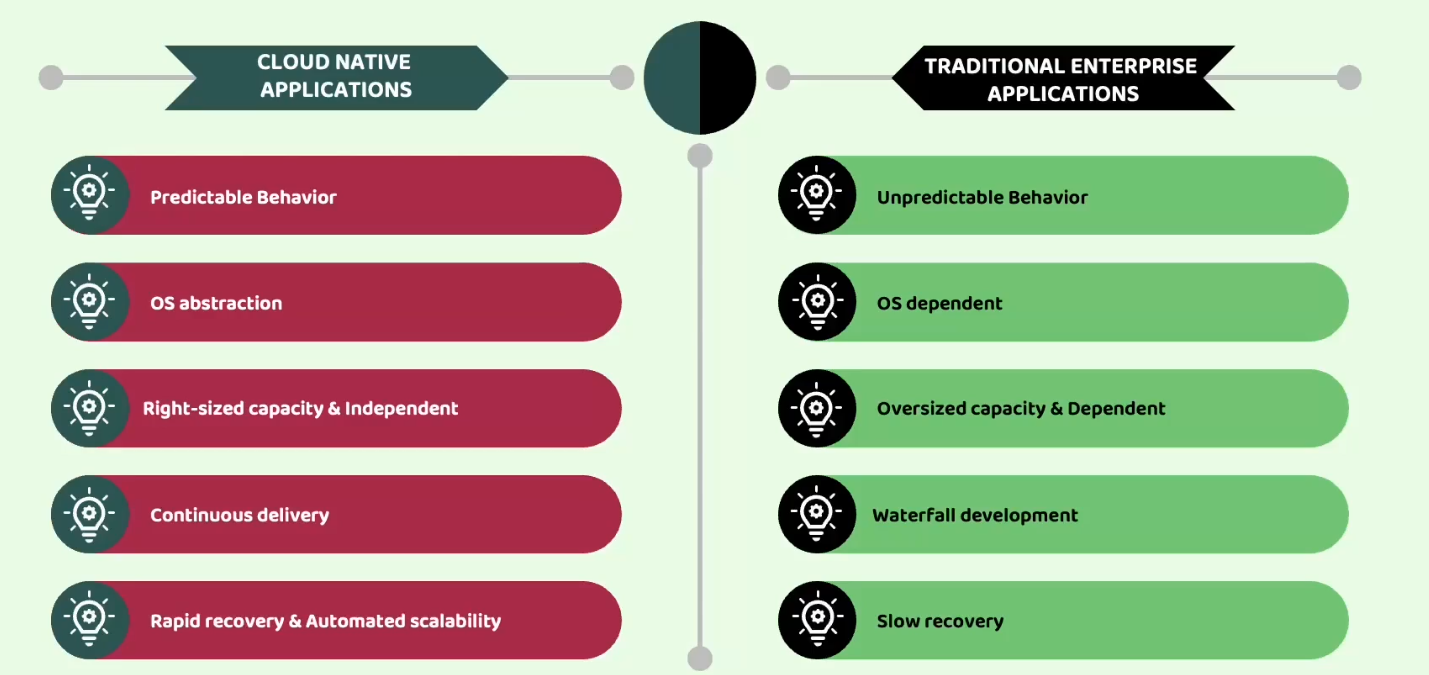 CLOUD NATIVE
APPLICATIONS
TRADITIONAL ENTERPRISE
APPLICATIONS
Predictable Behavior
Unpredictable Behavior
OS abstraction
OS dependent
Right-sized capacity & Independent
Oversized capacity & Dependent
Continuous delivery
Waterfall development
Rapid recovery & Automated scalability
Slow recovery